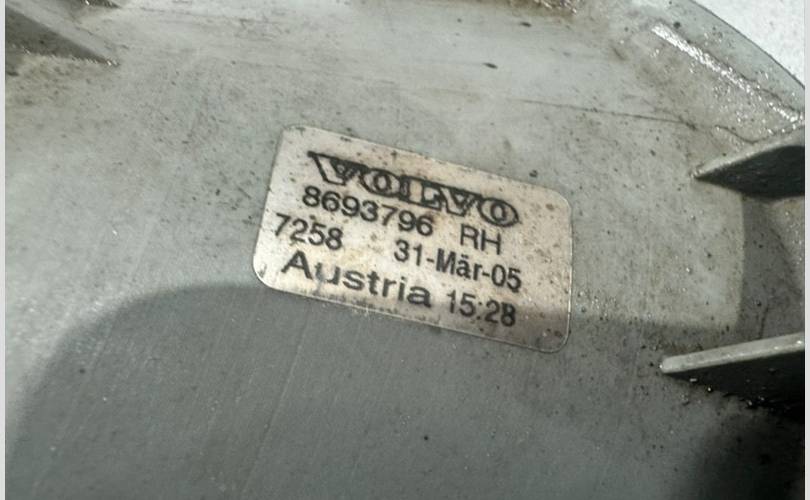 VOLVO
8693796 RH
7258 31-Mär-05
Austria 15:28